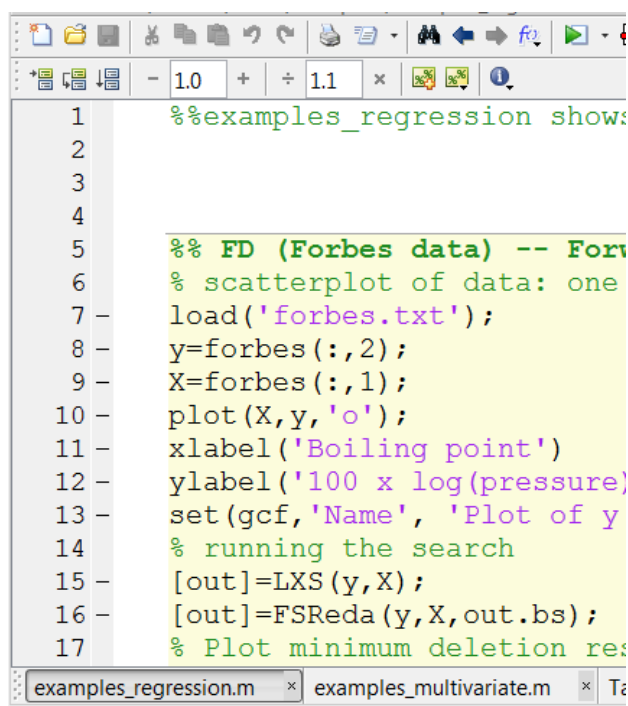 - 1.0 + ÷ 1.1 ×
1 %%examples_regression shows
2
3
4
5 %% FD (Forbes data) -- Forw
6 % scatterplot of data: one
7 - load('forbes.txt');
8 - y=forbes(:,2);
9 - X=forbes(:,1);
10 - plot(X,y,'o');
11 - xlabel('Boiling point')
12 - ylabel('100 x log(pressure)
13 - set(gcf,'Name', 'Plot of y
14 % running the search
15 - [out]=LXS(y,X);
16 - [out]=FSReda(y,X,out.bs);
17 % Plot minimum deletion res
examples_regression.m × examples_multivariate.m × Ta